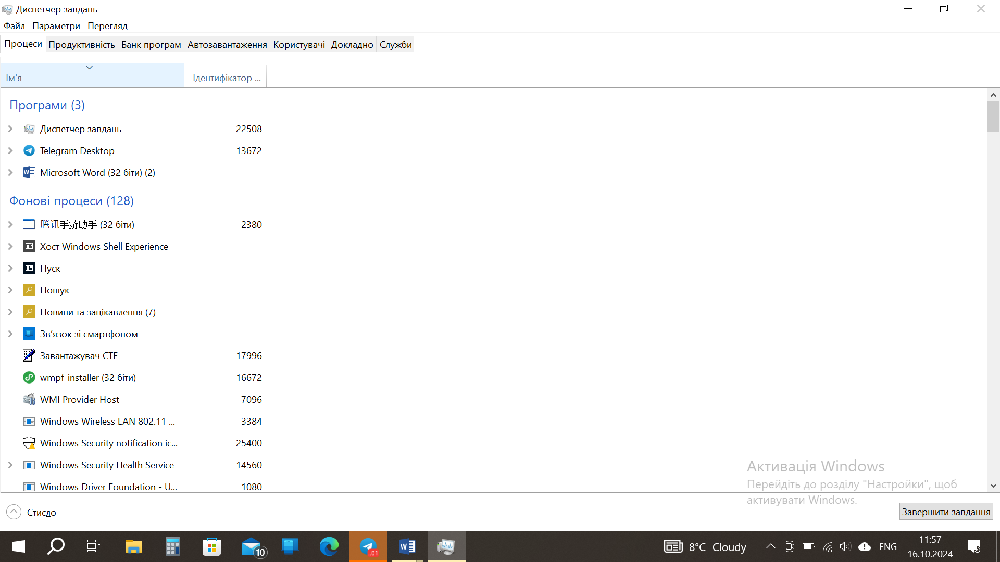 Диспетчер завдань
Файл Параметри Перегляд
Процеси Продуктивність Банк програм Автозавантаження Користувачі Докладно Служби
Ім'я Ідентифікатор ...
Програми (3)
Диспетчер завдань 22508
Telegram Desktop 13672
Microsoft Word (32 біти) (2)
Фонові процеси (128)
腾讯手游助手 (32 біти) 2380
Хост Windows Shell Experience
Пуск
Пошук
Новини та зацікавлення (7)
Зв’язок зі смартфоном
Завантажувач CTF 17996
wmpf_installer (32 біти) 16672
WMI Provider Host 7096
Windows Wireless LAN 802.11 ... 3384
Windows Security notification ic... 25400
Windows Security Health Service 14560
Windows Driver Foundation - U... 1080
Активація Windows
Перейдіть до розділу "Настройки", щоб
активувати Windows.
Стисло
Завершити завдання
10
..01
8°C Cloudy
ENG
11:57
16.10.2024